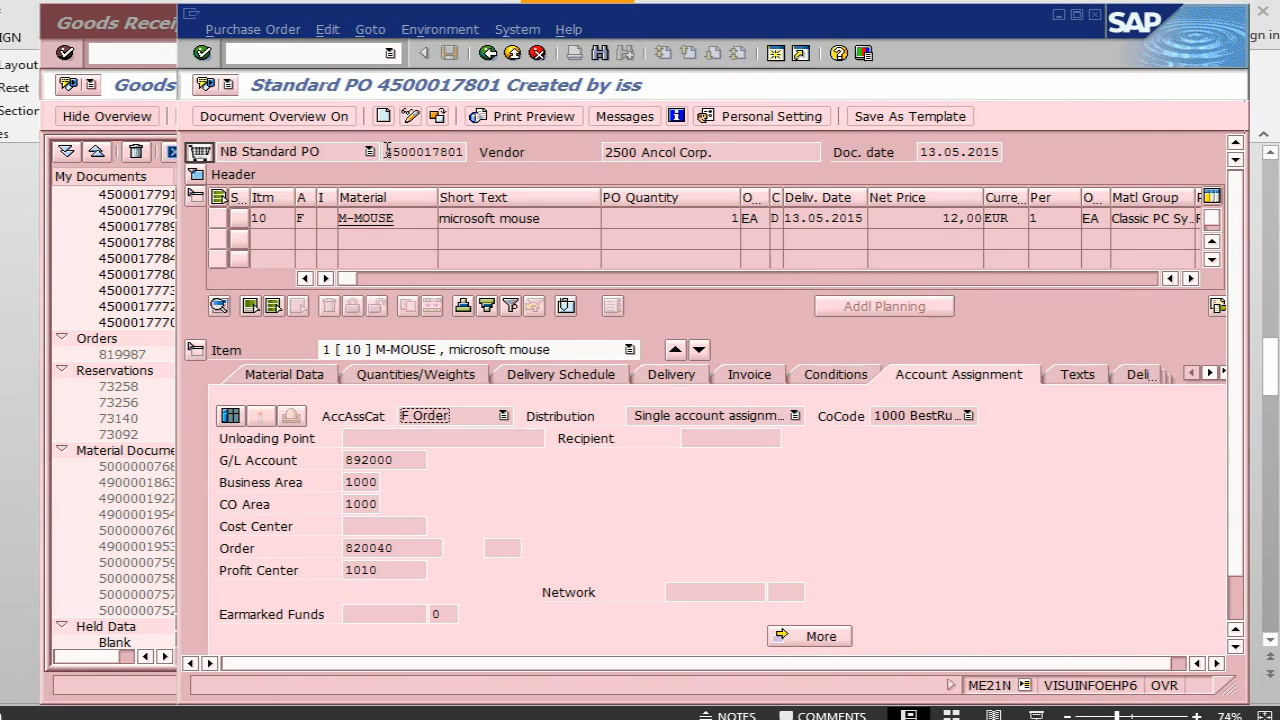 Goods Recei
IGN
Layout
Reset
Section
es
Goods
Hide Overview
My Documents
4500017791
4500017790
4500017789
4500017788
4500017784
4500017780
4500017773
4500017772
4500017770
Orders
819987
Reservations
73258
73256
73140
73092
Material Docume
5000000768
4900001863
4900001927
4900001954
5000000760
4900001953
5000000759
5000000758
5000000757
5000000752
Held Data
Blank
Purchase Order Edit Goto Environment System Help
SAP
ign in
Standard PO 4500017801 Created by iss
Document Overview On Print Preview Messages Personal Setting Save As Template
NB Standard PO 4500017801 Vendor 2500 Ancol Corp. Doc. date 13.05.2015
Header
S... Itm A I Material Short Text PO Quantity O... C Deliv. Date Net Price Curre... Per O... Matl Group
10 F M-MOUSE microsoft mouse 1 EA D 13.05.2015 12,00 EUR 1 EA Classic PC Sy..
Addl Planning
Item 1 [ 10 ] M-MOUSE , microsoft mouse
Material Data Quantities/Weights Delivery Schedule Delivery Invoice Conditions Account Assignment Texts Deli...
AccAssCat F Order Distribution Single account assignm... CoCode 1000 BestRu...
Unloading Point Recipient
G/L Account 892000
Business Area 1000
CO Area 1000
Cost Center
Order 820040
Profit Center 1010
Network
Earmarked Funds 0
More
ME21N VISUINFOEHP6 OVR
NOTES COMMENTS 74%